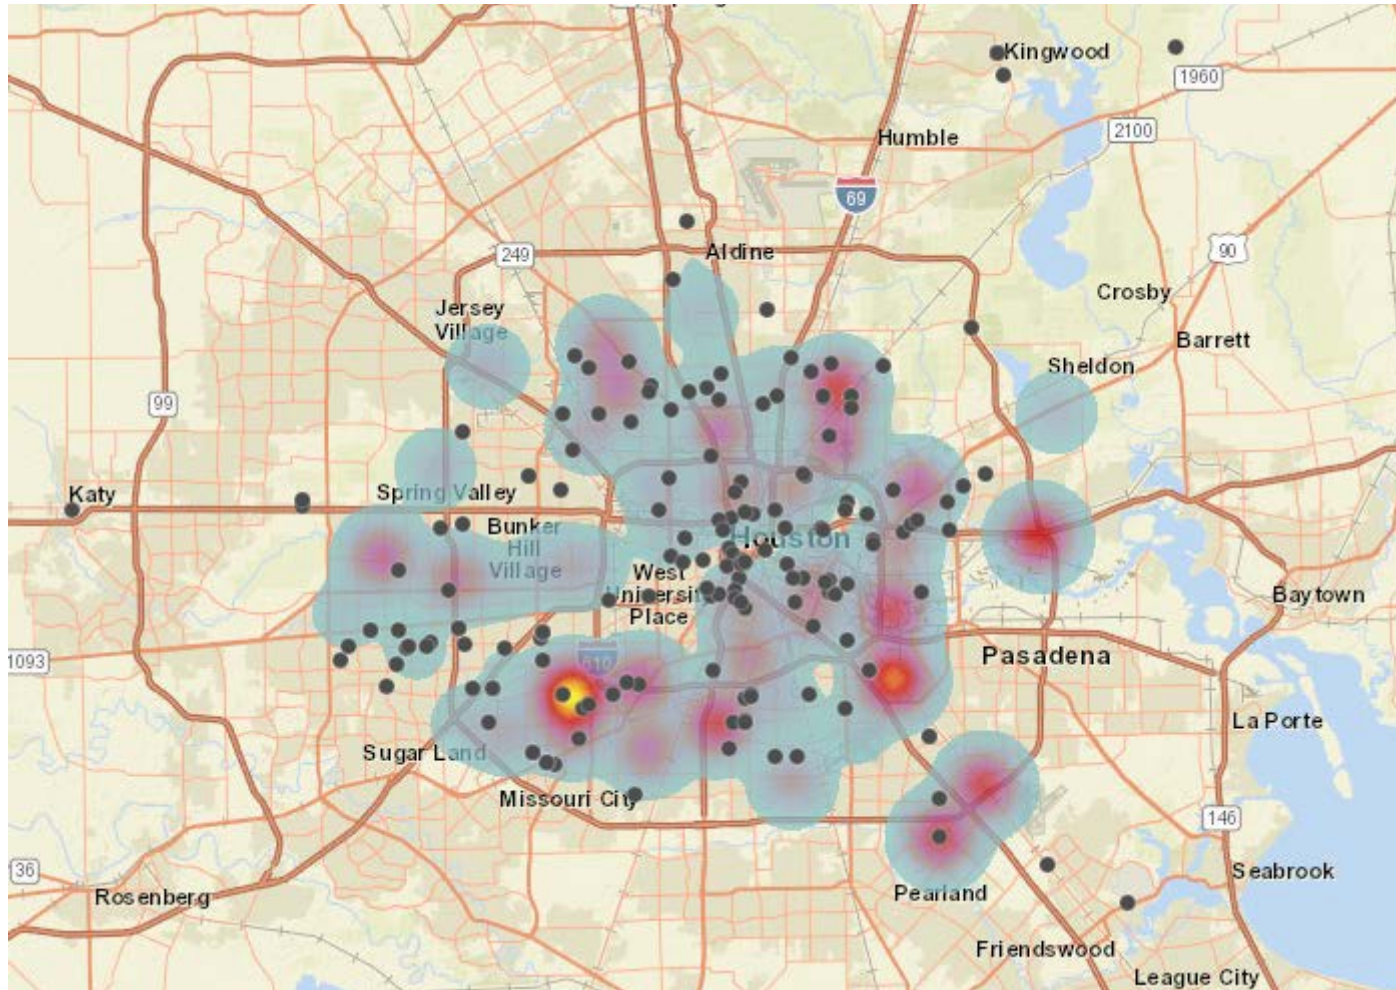 Kingwood
1960
2100
Humble
69
249
Aldine
90
Crosby
Jersey
Village
Barrett
Sheldon
99
Katy
Spring Valley
Bunker
Hill
Village
Houston
West
University
Place
Baytown
1093
610
Pasadena
La Porte
Sugar Land
Missouri City
146
36
Seabrook
Rosenberg
Pearland
Friendswood
League City